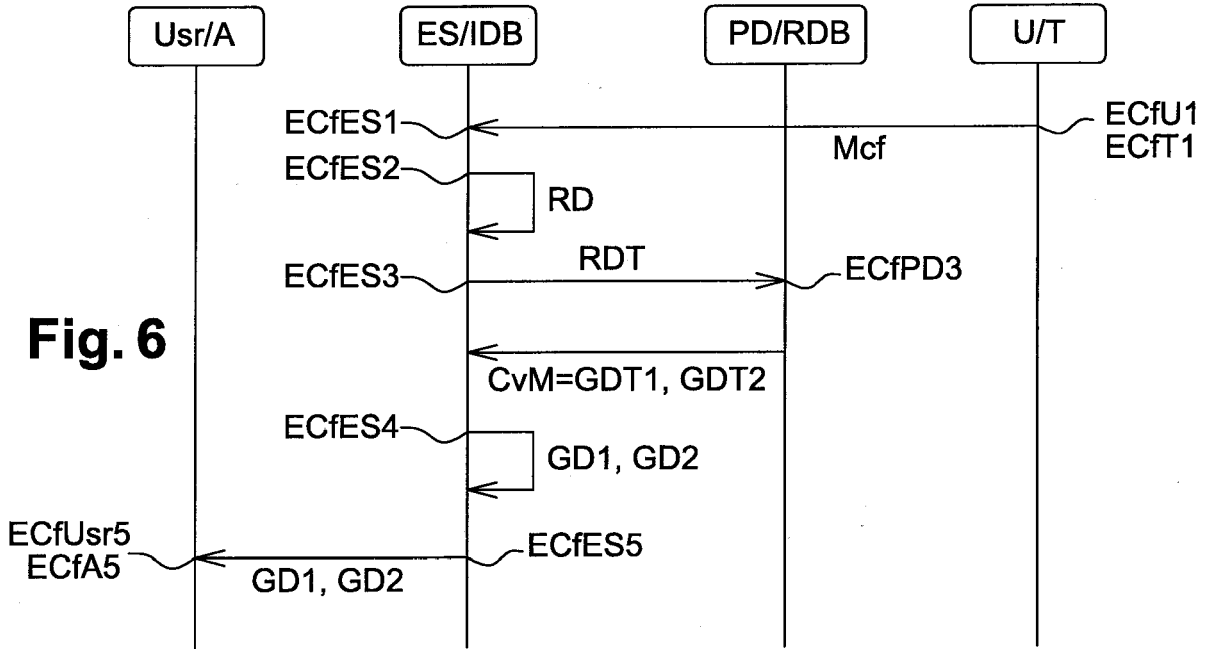 Usr/A
ES/IDB
PD/RDB
U/T
ECfES1
ECfU1
ECfT1
Mcf
ECfES2
RD
RDT
ECfES3
ECfPD3
Fig. 6
CvM=GDT1, GDT2
ECfES4
GD1, GD2
ECfUsr5
ECfA5
ECfES5
GD1, GD2